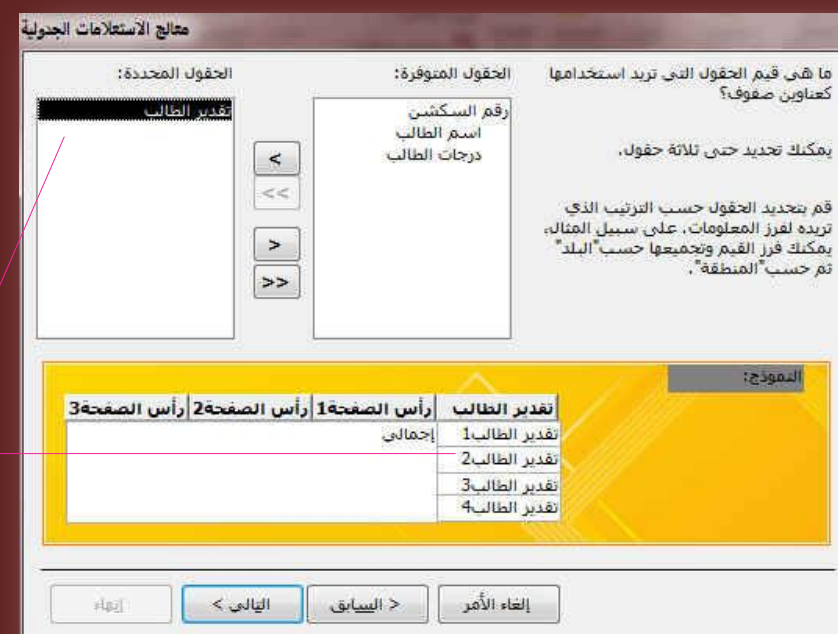 معالج الاستعلامات الجدولية
ما هي قيم الحقول التي تريد استخدامها
كعناوين صفوف؟
يمكنك تحديد حتى ثلاثة حقول.
قم بتحديد الحقول حسب الترتيب الذي
تريده لفرز المعلومات. على سبيل المثال،
يمكنك فرز القيم وتجميعها حسب"البلد"
ثم حسب"المنطقة".
الحقول المتوفرة:
رقم السكشن
اسم الطالب
درجات الطالب
>
>>
<
<<
الحقول المحددة:
تقدير الطالب
النموذج:
تقدير الطالب رأس الصفحة1 رأس الصفحة2 رأس الصفحة3
تقدير الطالب1 إجمالي
تقدير الطالب2
تقدير الطالب3
تقدير الطالب4
إلغاء الأمر < السابق التالي > إنهاء